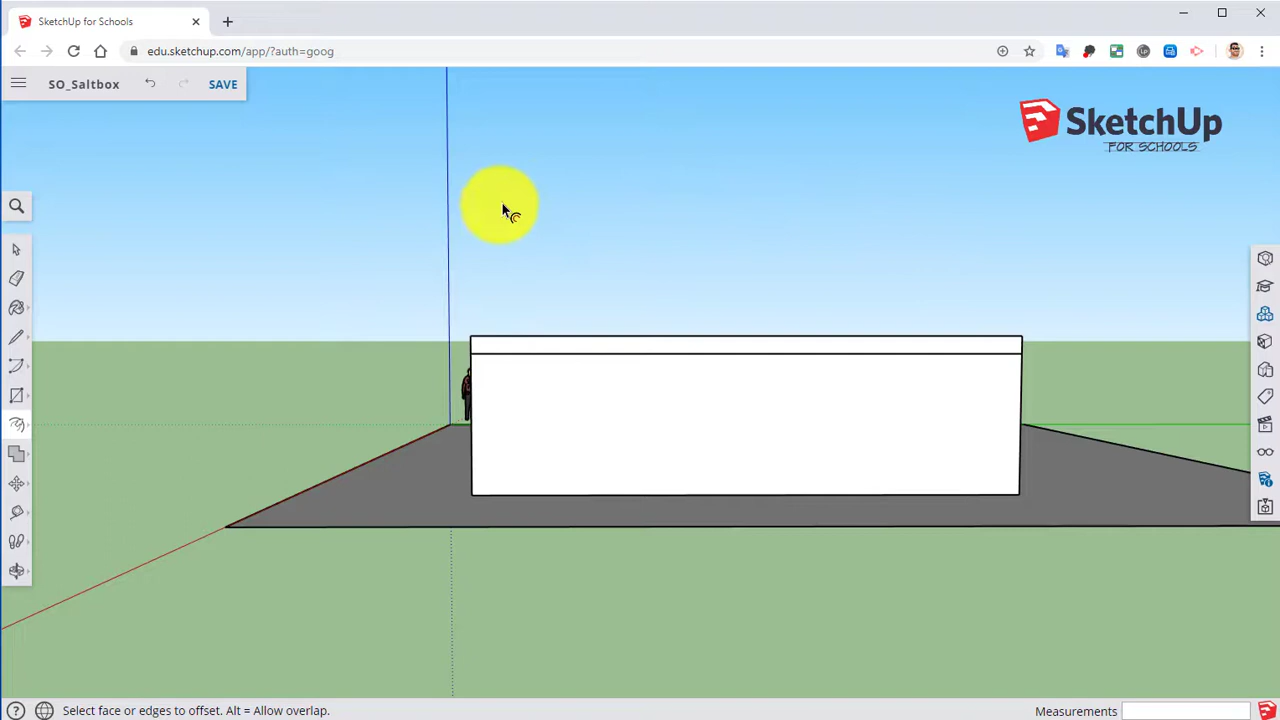 SketchUp for Schools
edu.sketchup.com/app/?auth=goog
SO_Saltbox
SAVE
SketchUp
FOR SCHOOLS
Select face or edges to offset. Alt = Allow overlap.
Measurements